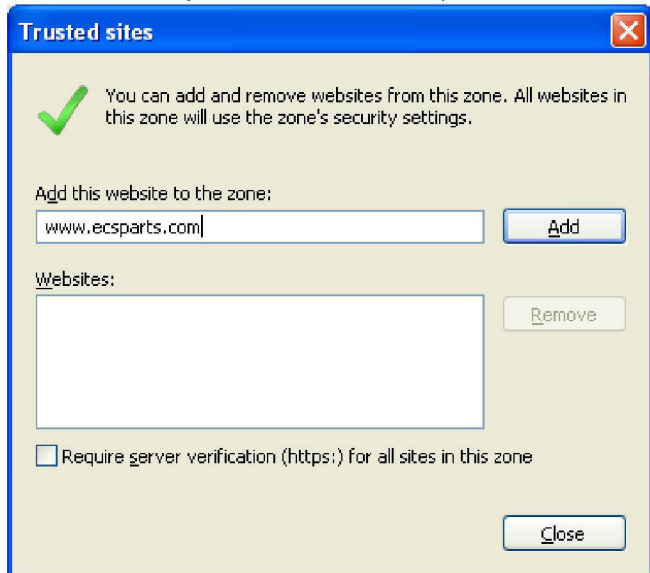 Trusted sites
You can add and remove websites from this zone. All websites in
this zone will use the zone's security settings.
Add this website to the zone:
www.ecsparts.com
Add
Websites:
Remove
Require server verification (https:) for all sites in this zone
Close